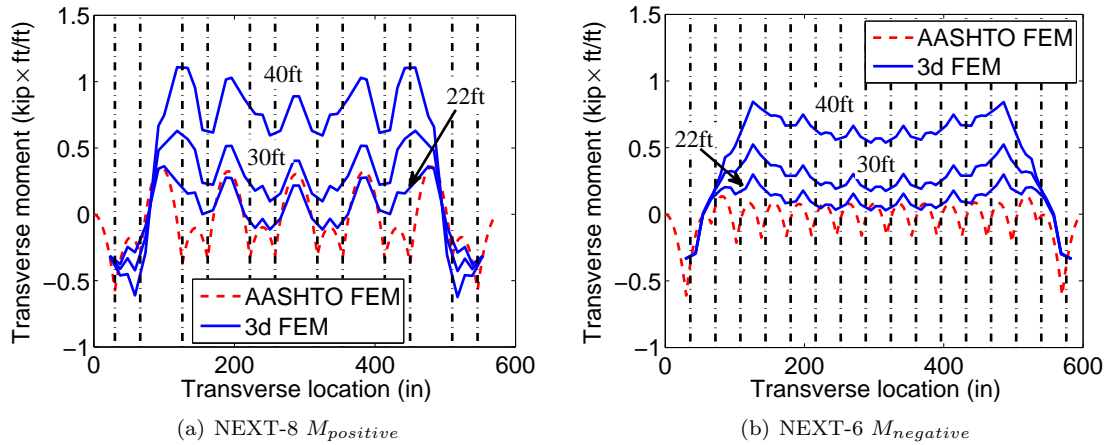 1.5
1
0.5
0
−0.5
−1
Transverse moment (kip× ft/ft)
40ft
22ft
30ft
AASHTO FEM
3d FEM
0 200 400 600
Transverse location (in)
(a) NEXT-8 Mpositive
1.5
1
0.5
0
−0.5
−1
Transverse moment (kip× ft/ft)
AASHTO FEM
3d FEM
40ft
22ft
30ft
0 200 400 600
Transverse location (in)
(b) NEXT-6 Mnegative